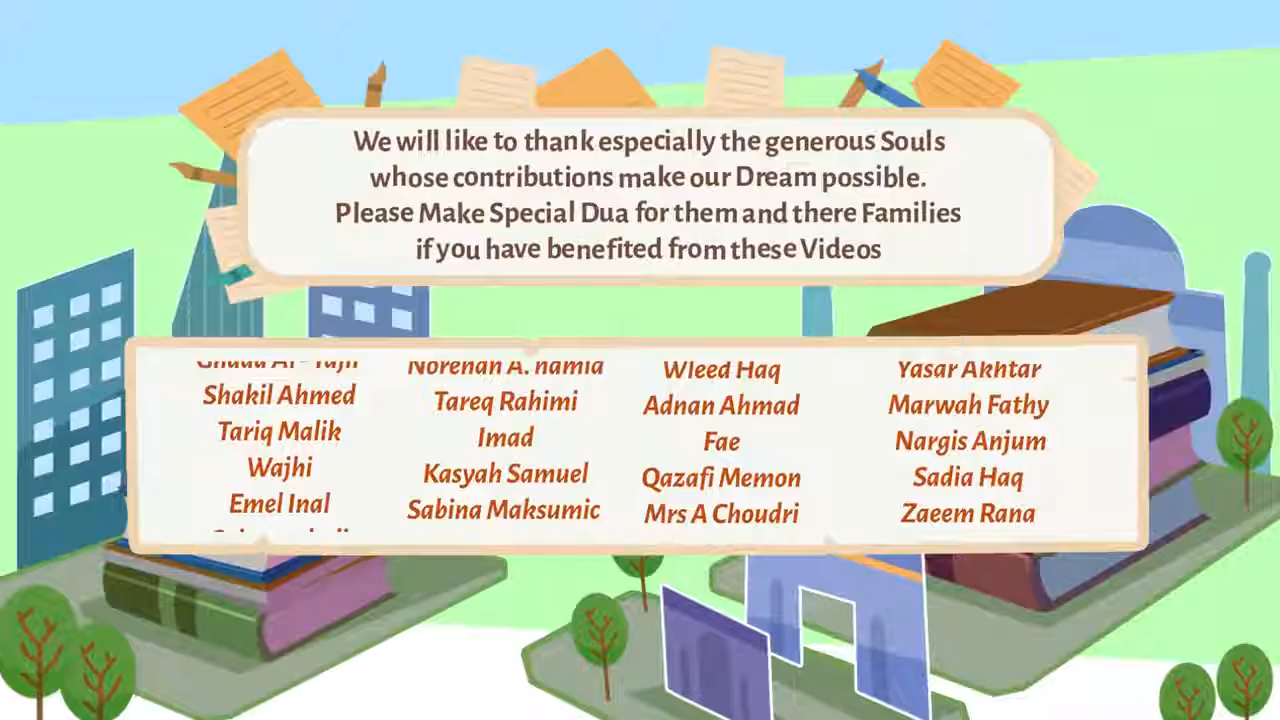 We will like to thank especially the generous Souls
whose contributions make our Dream possible.
Please Make Special Dua for them and there Families
if you have benefited from these Videos
Wleed Haq Yasar Akhtar
Shakil Ahmed Tareq Rahimi Adnan Ahmad Marwah Fathy
Tariq Malik Imad Fae Nargis Anjum
Wajhi Kasyah Samuel Qazafi Memon Sadia Haq
Emel Inal Sabina Maksumic Mrs A Choudri Zaeem Rana